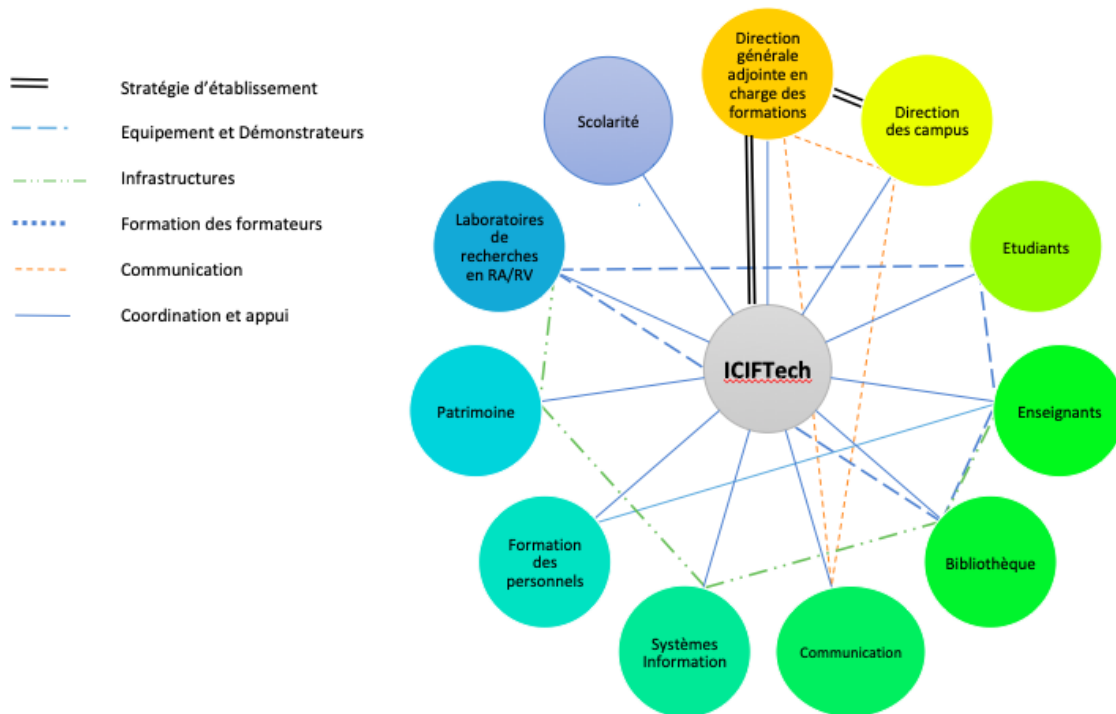 Stratégie d'établissement
Equipement et Démonstrateurs
Infrastructures
Formation des formateurs
Communication
Coordination et appui
Direction
générale
adjointe en
charge des
formations
Direction
des campus
Scolarité
Laboratoires
de
recherches
en RA/RV
Etudiants
ICIFTech
Patrimoine
Enseignants
Formation
des
personnels
Bibliothèque
Systèmes
Information
Communication